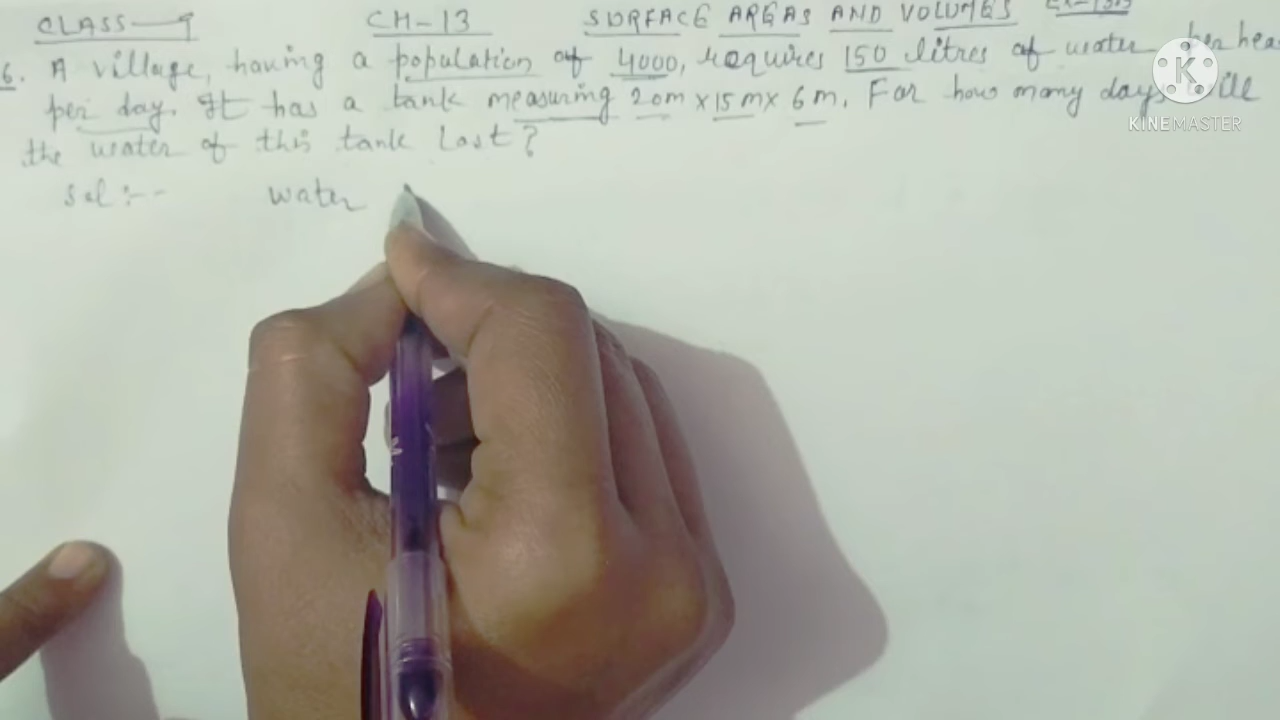 CLASS-9 CH-13 SURFACE AREAS AND VOLUMES
6. A village, having a population of 4000, requires 150 litres of water per hea
per day. It has a tank measuring 20m x 15m x 6m. For how many days will
the water of this tank last?
Sol:- water
K
KINEMASTER